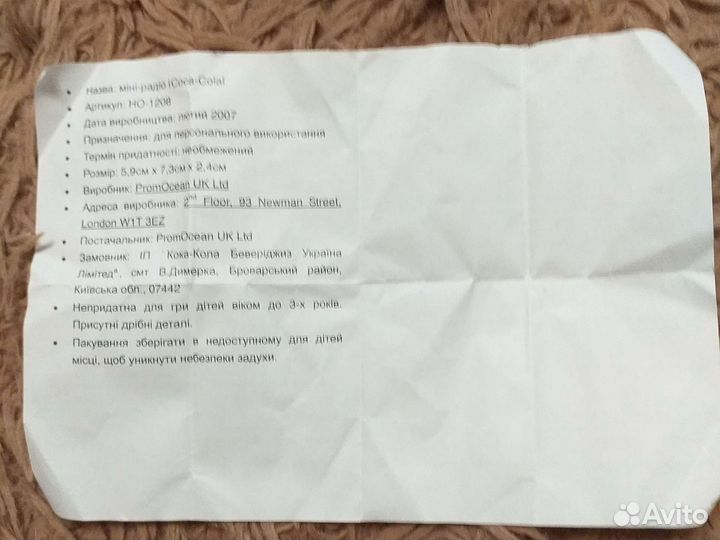 • Назва: міні-радіо (Coca-Cola)
• Артикул: HO-1208
• Дата виробництва: лютий 2007
• Призначення: для персонального використання
• Термін придатності: необмежений
• Розмір: 5,9см х 7,3см х 2,4см
• Виробник: PromOcean UK Ltd
• Адреса виробника: 2nd Floor, 93 Newman Street,
London W1T 3EZ
• Постачальник: PromOcean UK Ltd
• Замовник: ІП "Кока-Кола Беверіджиз Україна
Лімітед", смт В.Димерка, Броварський район,
Київська обл., 07442
• Непридатна для гри дітей віком до 3-х років.
Присутні дрібні деталі.
• Пакування зберігати в недоступному для дітей
місці, щоб уникнути небезпеки задухи.
Avito